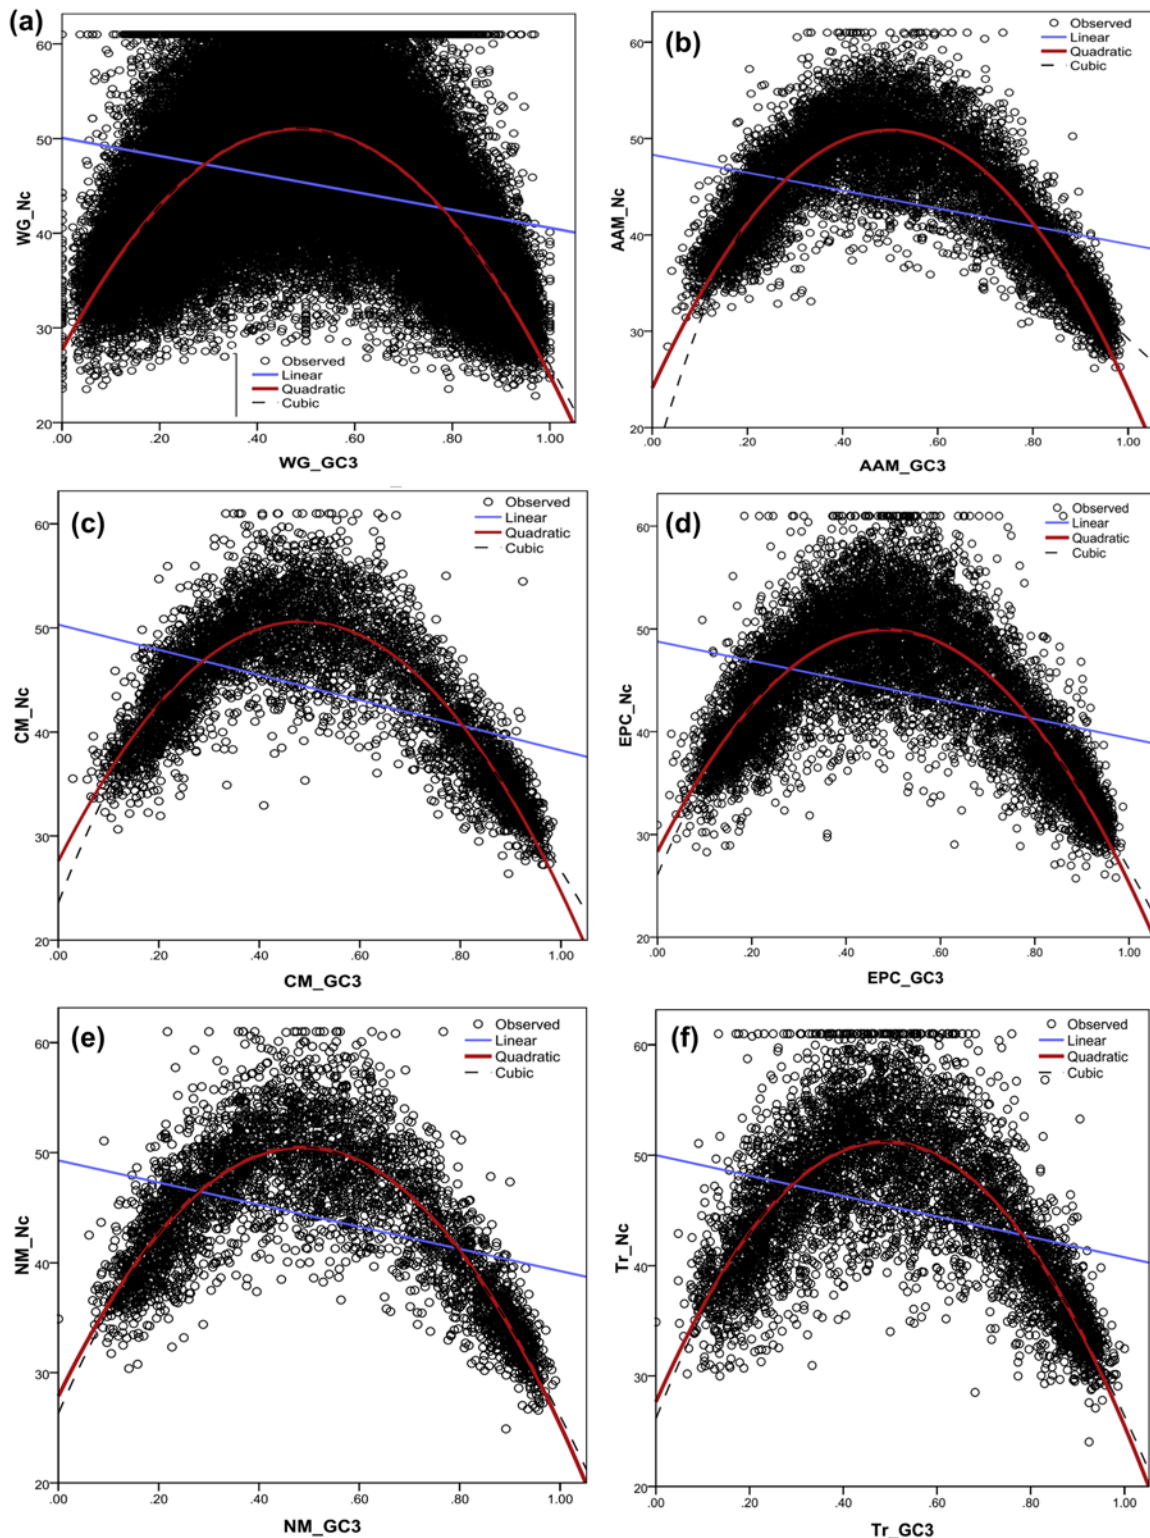 (a)
60
50
40
30
20
WG_Nc
Observed
Linear
Quadratic
Cubic
.00 .20 .40 .60 .80 1.00
WG_GC3
(b)
Observed
Linear
Quadratic
Cubic
60
50
40
30
20
AAM_Nc
.00 .20 .40 .60 .80 1.00
AAM_GC3
(c)
Observed
Linear
Quadratic
Cubic
60
50
40
30
20
CM_Nc
.00 .20 .40 .60 .80 1.00
CM_GC3
(d)
Observed
Linear
Quadratic
Cubic
60
50
40
30
20
EPC_Nc
.00 .20 .40 .60 .80 1.00
EPC_GC3
(e)
Observed
Linear
Quadratic
Cubic
60
50
40
30
20
NM_Nc
.00 .20 .40 .60 .80 1.00
NM_GC3
(f)
Observed
Linear
Quadratic
Cubic
60
50
40
30
20
Tr_Nc
.00 .20 .40 .60 .80 1.00
Tr_GC3